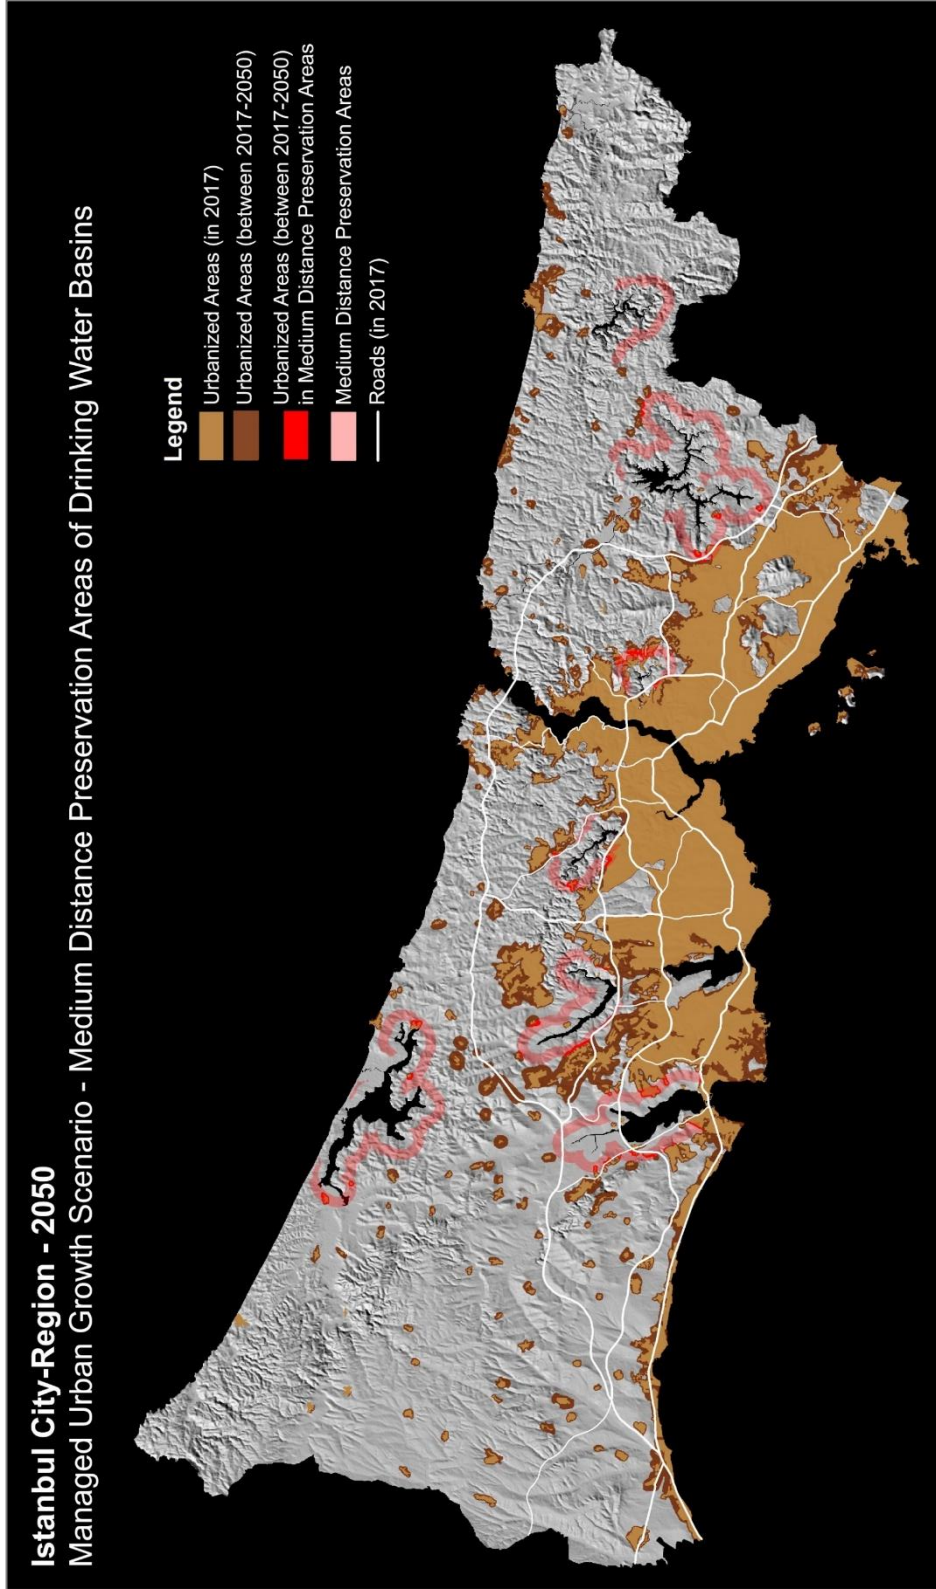 Istanbul City-Region - 2050
Managed Urban Growth Scenario - Medium Distance Preservation Areas of Drinking Water Basins
Legend
Urbanized Areas (in 2017)
Urbanized Areas (between 2017-2050)
Urbanized Areas (between 2017-2050)
in Medium Distance Preservation Areas
Medium Distance Preservation Areas
Roads (in 2017)